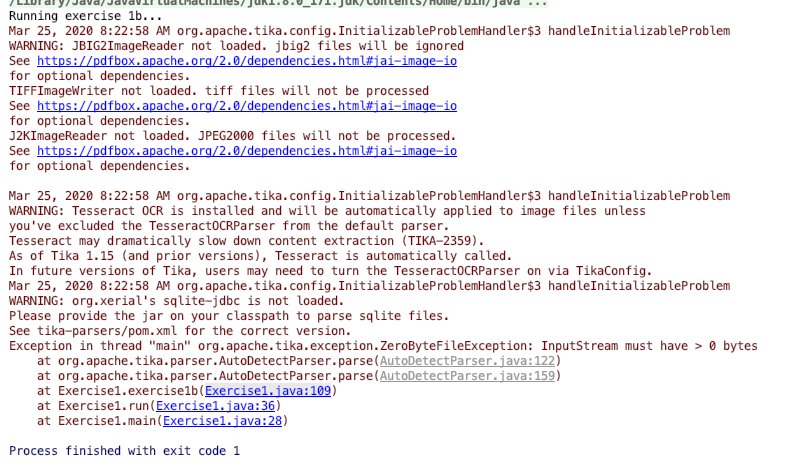 /Library/Java/JavaVirtualMachines/jdk1.8.0_171.jdk/Contents/Home/bin/java ...
Running exercise 1b...
Mar 25, 2020 8:22:58 AM org.apache.tika.config.InitializableProblemHandler$3 handleInitializableProblem
WARNING: JBIG2ImageReader not loaded. jbig2 files will be ignored
See https://pdfbox.apache.org/2.0/dependencies.html#jai-image-io
for optional dependencies.
TIFFImageWriter not loaded. tiff files will not be processed
See https://pdfbox.apache.org/2.0/dependencies.html#jai-image-io
for optional dependencies.
J2KImageReader not loaded. JPEG2000 files will not be processed.
See https://pdfbox.apache.org/2.0/dependencies.html#jai-image-io
for optional dependencies.
Mar 25, 2020 8:22:58 AM org.apache.tika.config.InitializableProblemHandler$3 handleInitializableProblem
WARNING: Tesseract OCR is installed and will be automatically applied to image files unless
you've excluded the TesseractOCRParser from the default parser.
Tesseract may dramatically slow down content extraction (TIKA-2359).
As of Tika 1.15 (and prior versions), Tesseract is automatically called.
In future versions of Tika, users may need to turn the TesseractOCRParser on via TikaConfig.
Mar 25, 2020 8:22:58 AM org.apache.tika.config.InitializableProblemHandler$3 handleInitializableProblem
WARNING: org.xerial's sqlite-jdbc is not loaded.
Please provide the jar on your classpath to parse sqlite files.
See tika-parsers/pom.xml for the correct version.
Exception in thread "main" org.apache.tika.exception.ZeroByteFileException: InputStream must have > 0 bytes
at org.apache.tika.parser.AutoDetectParser.parse(AutoDetectParser.java:122)
at org.apache.tika.parser.AutoDetectParser.parse(AutoDetectParser.java:159)
at Exercise1.exercise1b(Exercise1.java:109)
at Exercise1.run(Exercise1.java:36)
at Exercise1.main(Exercise1.java:28)
Process finished with exit code 1